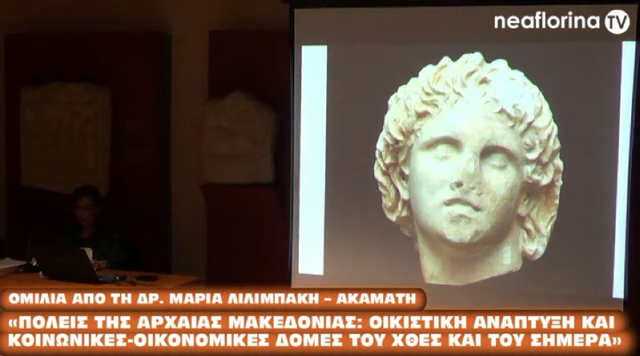 neaflorina TV
ΟΜΙΛΙΑ ΑΠΟ ΤΗ ΔΡ. ΜΑΡΙΑ ΛΙΛΙΜΠΑΚΗ – ΑΚΑΜΑΤΗ
«ΠΟΛΕΙΣ ΤΗΣ ΑΡΧΑΙΑΣ ΜΑΚΕΔΟΝΙΑΣ: ΟΙΚΙΣΤΙΚΗ ΑΝΑΠΤΥΞΗ ΚΑΙ
ΚΟΙΝΩΝΙΚΕΣ-ΟΙΚΟΝΟΜΙΚΕΣ ΔΟΜΕΣ ΤΟΥ ΧΘΕΣ ΚΑΙ ΤΟΥ ΣΗΜΕΡΑ»